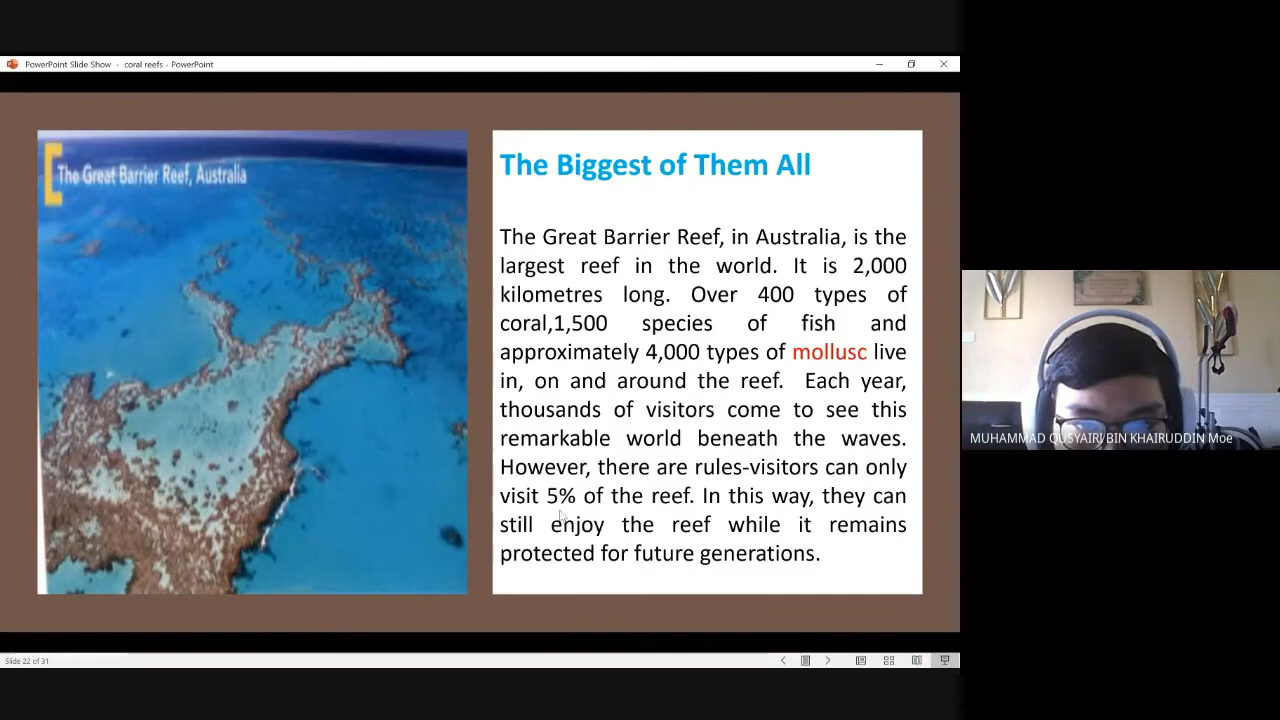 PowerPoint Slide Show - coral reefs - PowerPoint
The Great Barrier Reef, Australia
The Biggest of Them All
The Great Barrier Reef, in Australia, is the
largest reef in the world. It is 2,000
kilometres long. Over 400 types of
coral,1,500 species of fish and
approximately 4,000 types of mollusc live
in, on and around the reef. Each year,
thousands of visitors come to see this
remarkable world beneath the waves.
However, there are rules-visitors can only
visit 5% of the reef. In this way, they can
still enjoy the reef while it remains
protected for future generations.
MUHAMMAD QUSYAIRI BIN KHAIRUDDIN Moe
Slide 22 of 31